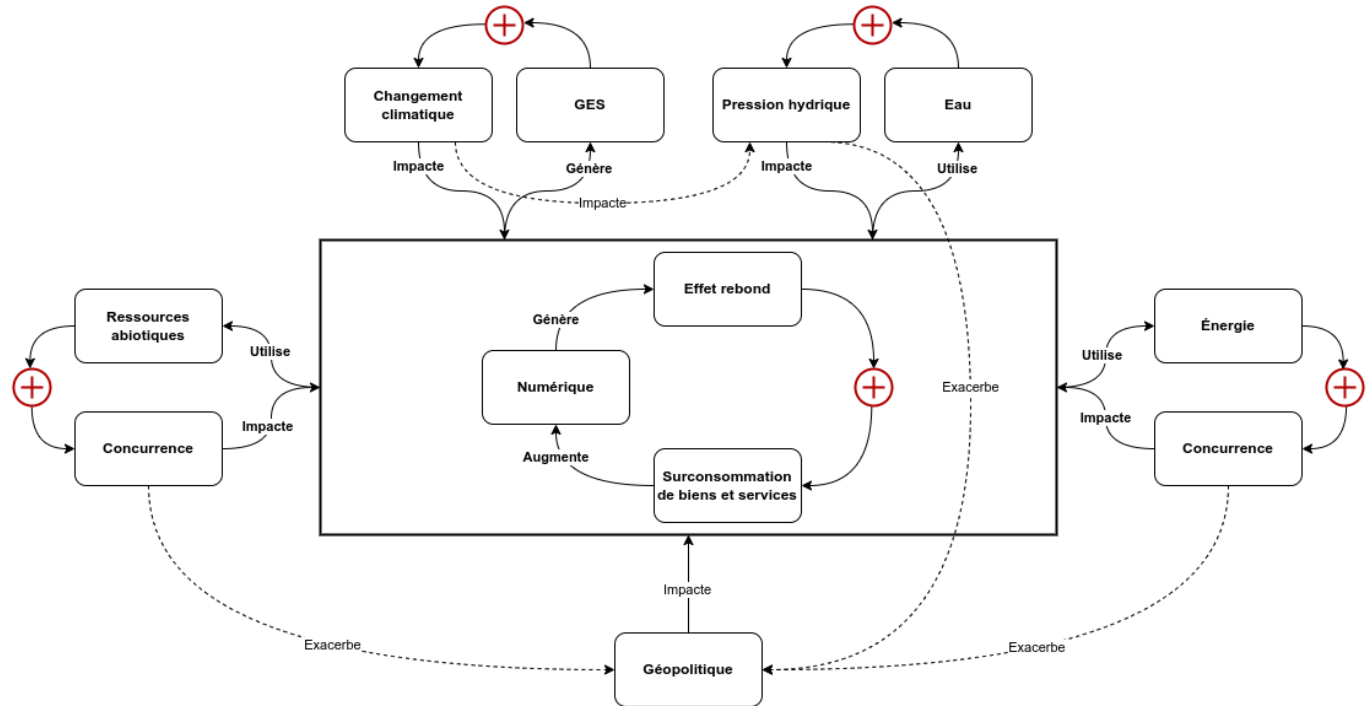 Changement
climatique
GES
Pression hydrique
Eau
Impacte
Génère
Impacte
Utilise
Impacte
Effet rebond
Ressources
abiotiques
Génère
Énergie
Utilise
Utilise
Numérique
Exacerbe
Impacte
Impacte
Concurrence
Augmente
Concurrence
Surconsommation
de biens et services
Impacte
Exacerbe
Exacerbe
Géopolitique